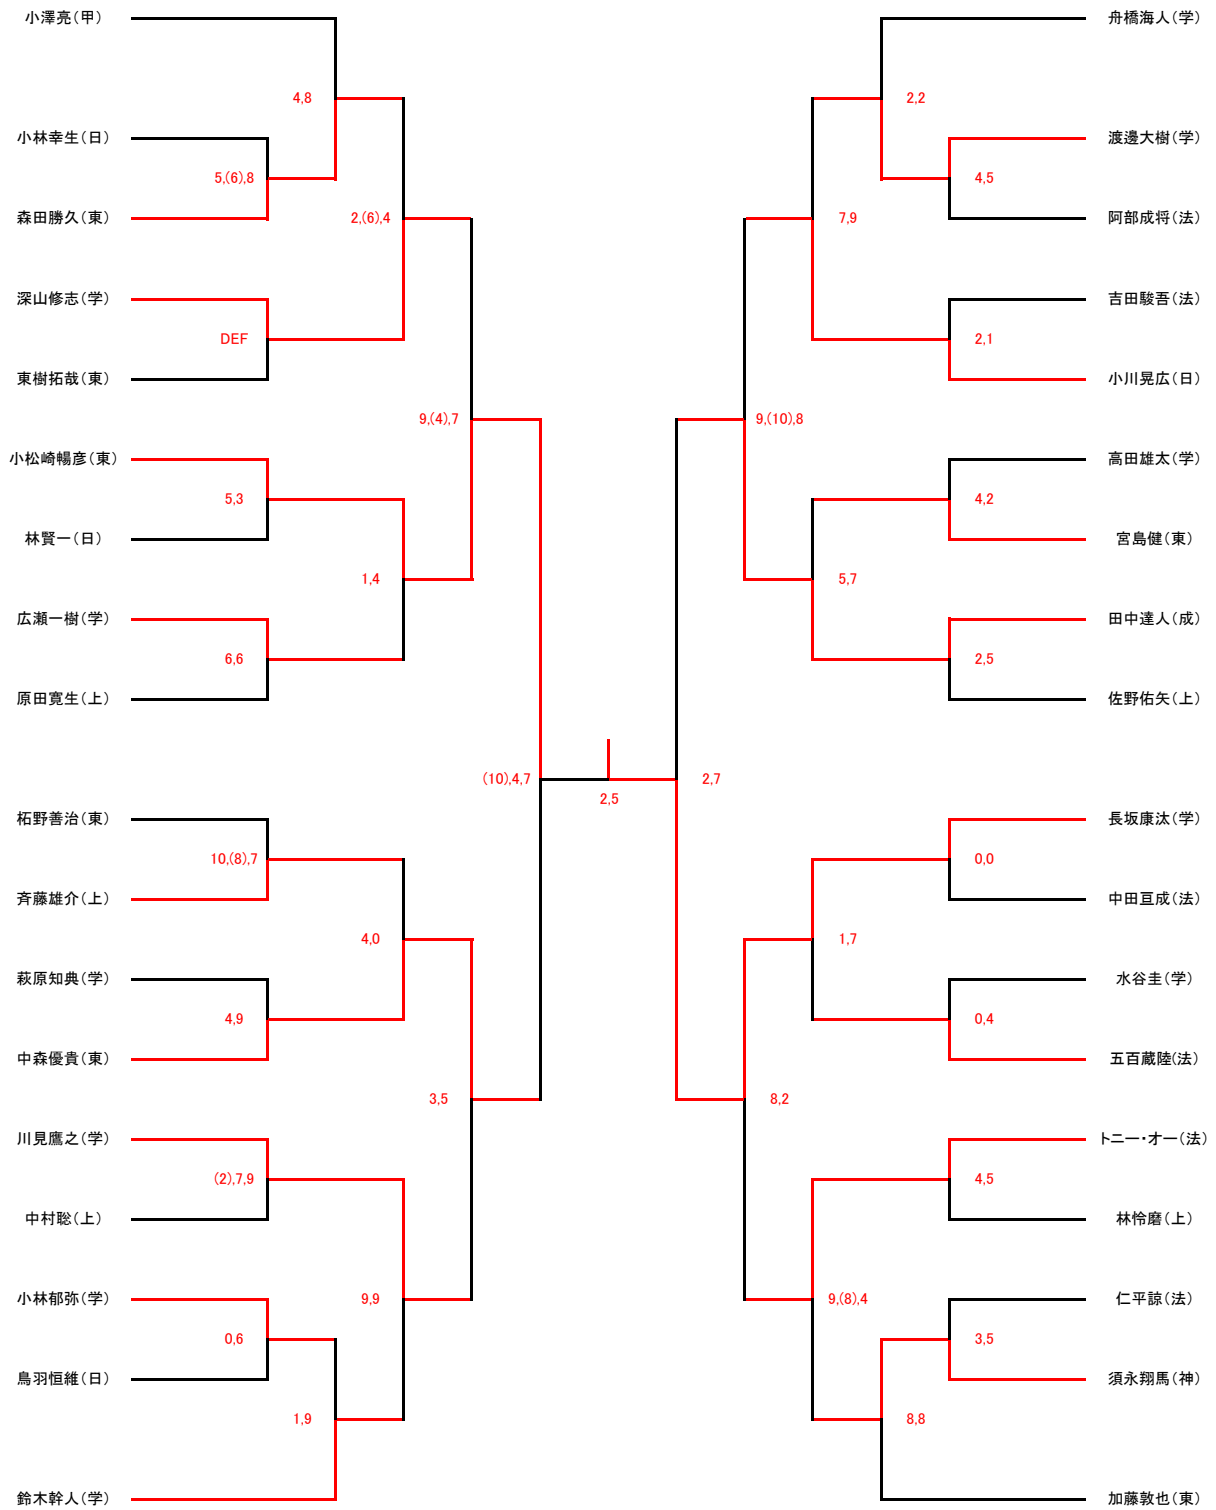 小澤亮(甲)
4,8
小林幸生(日)
5,(6),8
森田勝久(東)
2,(6),4
深山修志(学)
DEF
東樹拓哉(東)
9,(4),7
小松崎暢彦(東)
5,3
林賢一(日)
1,4
広瀬一樹(学)
6,6
原田寛生(上)
(10),4,7
柘野善治(東)
10,(8),7
斉藤雄介(上)
4,0
萩原知典(学)
4,9
中森優貴(東)
3,5
川見鷹之(学)
(2),7,9
中村聡(上)
9,9
小林郁弥(学)
0,6
鳥羽恒維(日)
1,9
鈴木幹人(学)
2,5
舟橋海人(学)
2,2
渡邊大樹(学)
4,5
阿部成将(法)
7,9
吉田駿吾(法)
2,1
小川晃広(日)
9,(10),8
高田雄太(学)
4,2
宮島健(東)
5,7
田中達人(成)
2,5
佐野佑矢(上)
2,7
長坂康汰(学)
0,0
中田亘成(法)
1,7
水谷圭(学)
0,4
五百蔵陸(法)
8,2
トニー・オー(法)
4,5
林怜磨(上)
9,(8),4
仁平諒(法)
3,5
須永翔馬(神)
8,8
加藤敦也(東)